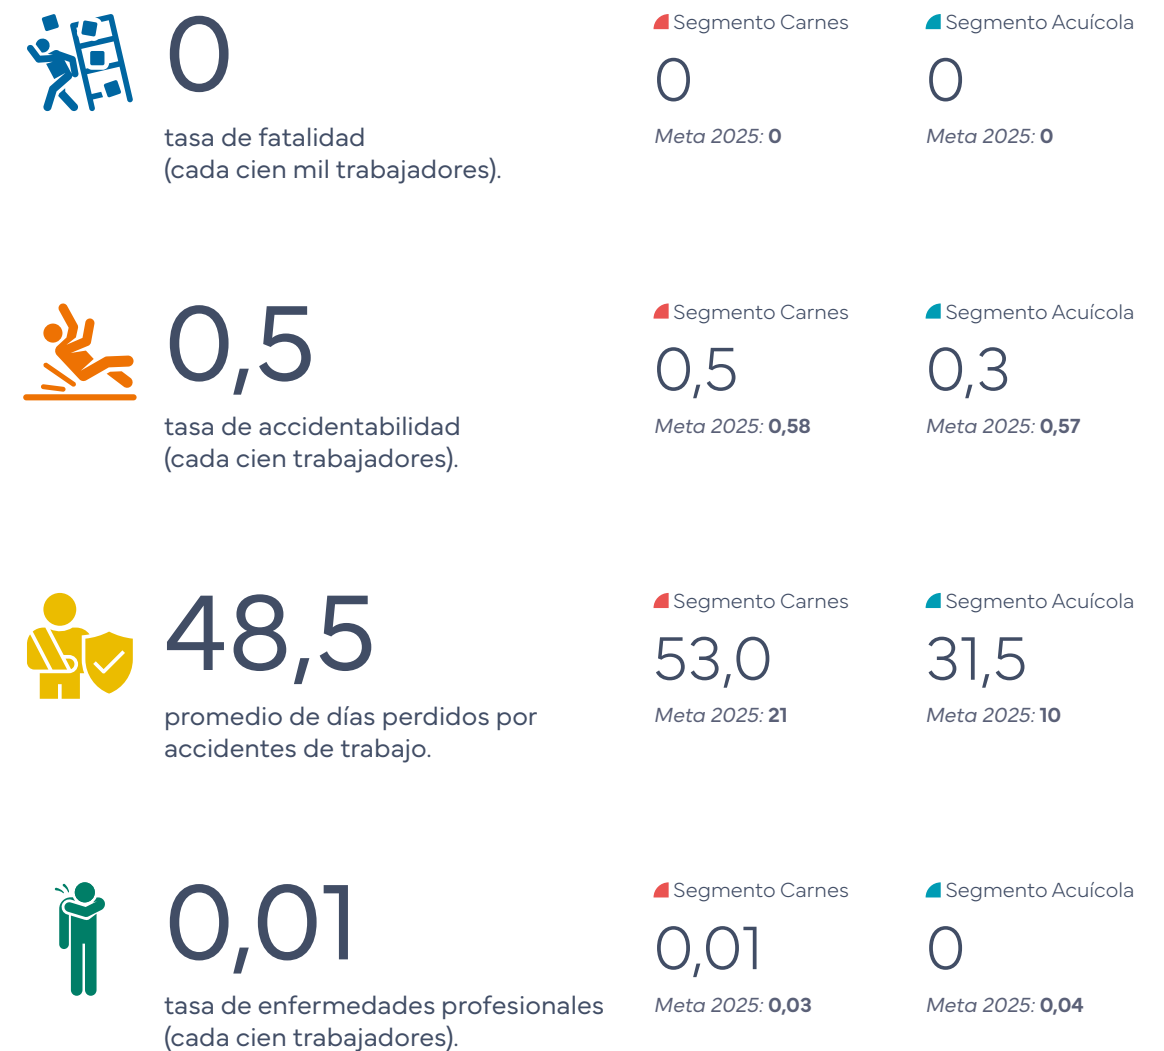 0
tasa de fatalidad
(cada cien mil trabajadores).
Segmento Carnes
0
Meta 2025: 0
Segmento Acuícola
0
Meta 2025: 0
0,5
tasa de accidentabilidad
(cada cien trabajadores).
Segmento Carnes
0,5
Meta 2025: 0,58
Segmento Acuícola
0,3
Meta 2025: 0,57
48,5
promedio de días perdidos por
accidentes de trabajo.
Segmento Carnes
53,0
Meta 2025: 21
Segmento Acuícola
31,5
Meta 2025: 10
0,01
tasa de enfermedades profesionales
(cada cien trabajadores).
Segmento Carnes
0,01
Meta 2025: 0,03
Segmento Acuícola
0
Meta 2025: 0,04